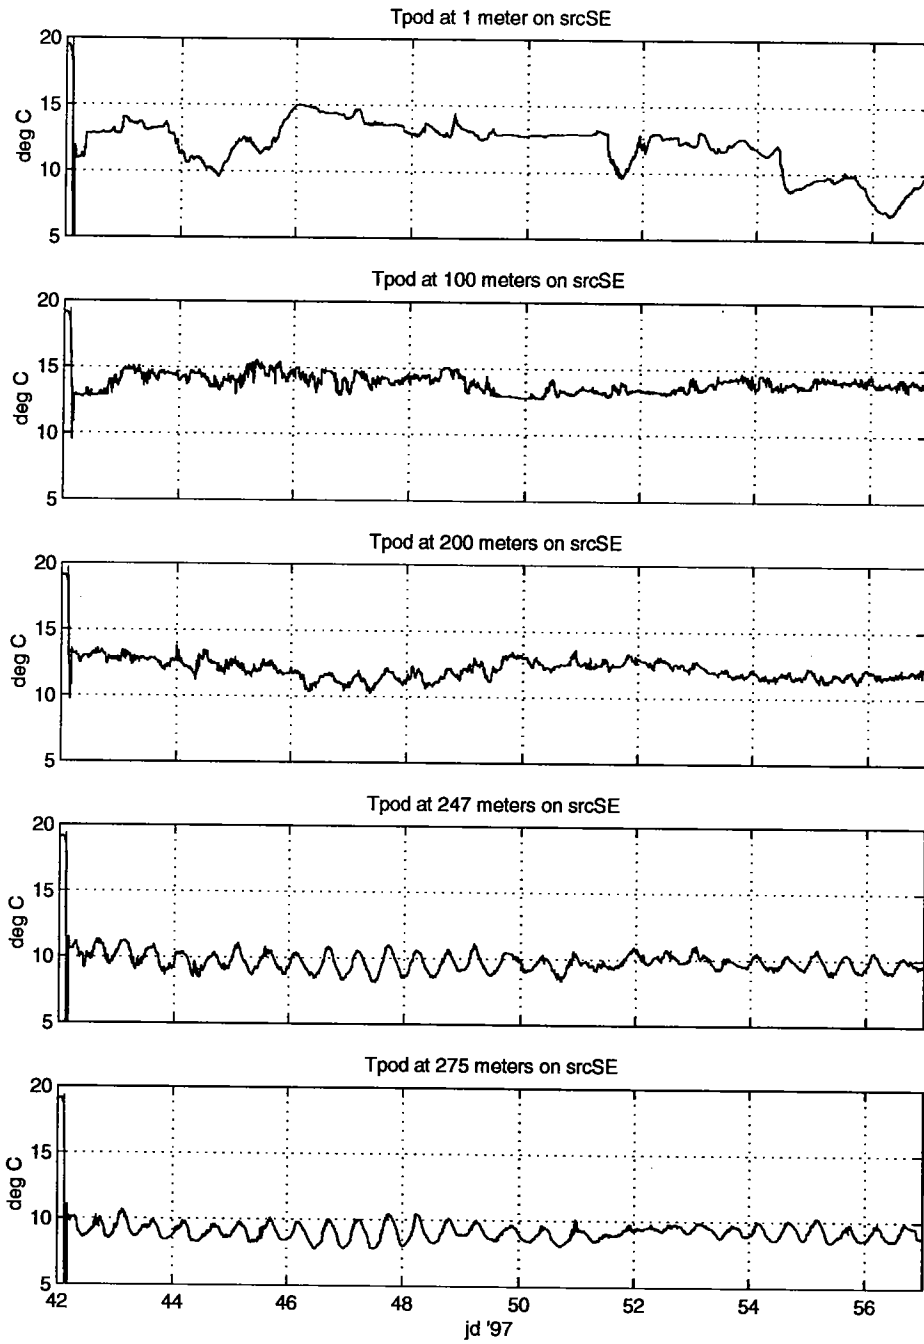 Tpod at 1 meter on srcSE
20
15
10
5
deg C
Tpod at 100 meters on srcSE
20
15
10
5
deg C
Tpod at 200 meters on srcSE
20
15
10
5
deg C
Tpod at 247 meters on srcSE
20
15
10
5
deg C
Tpod at 275 meters on srcSE
20
15
10
5
deg C
42 44 46 48 50 52 54 56
jd '97